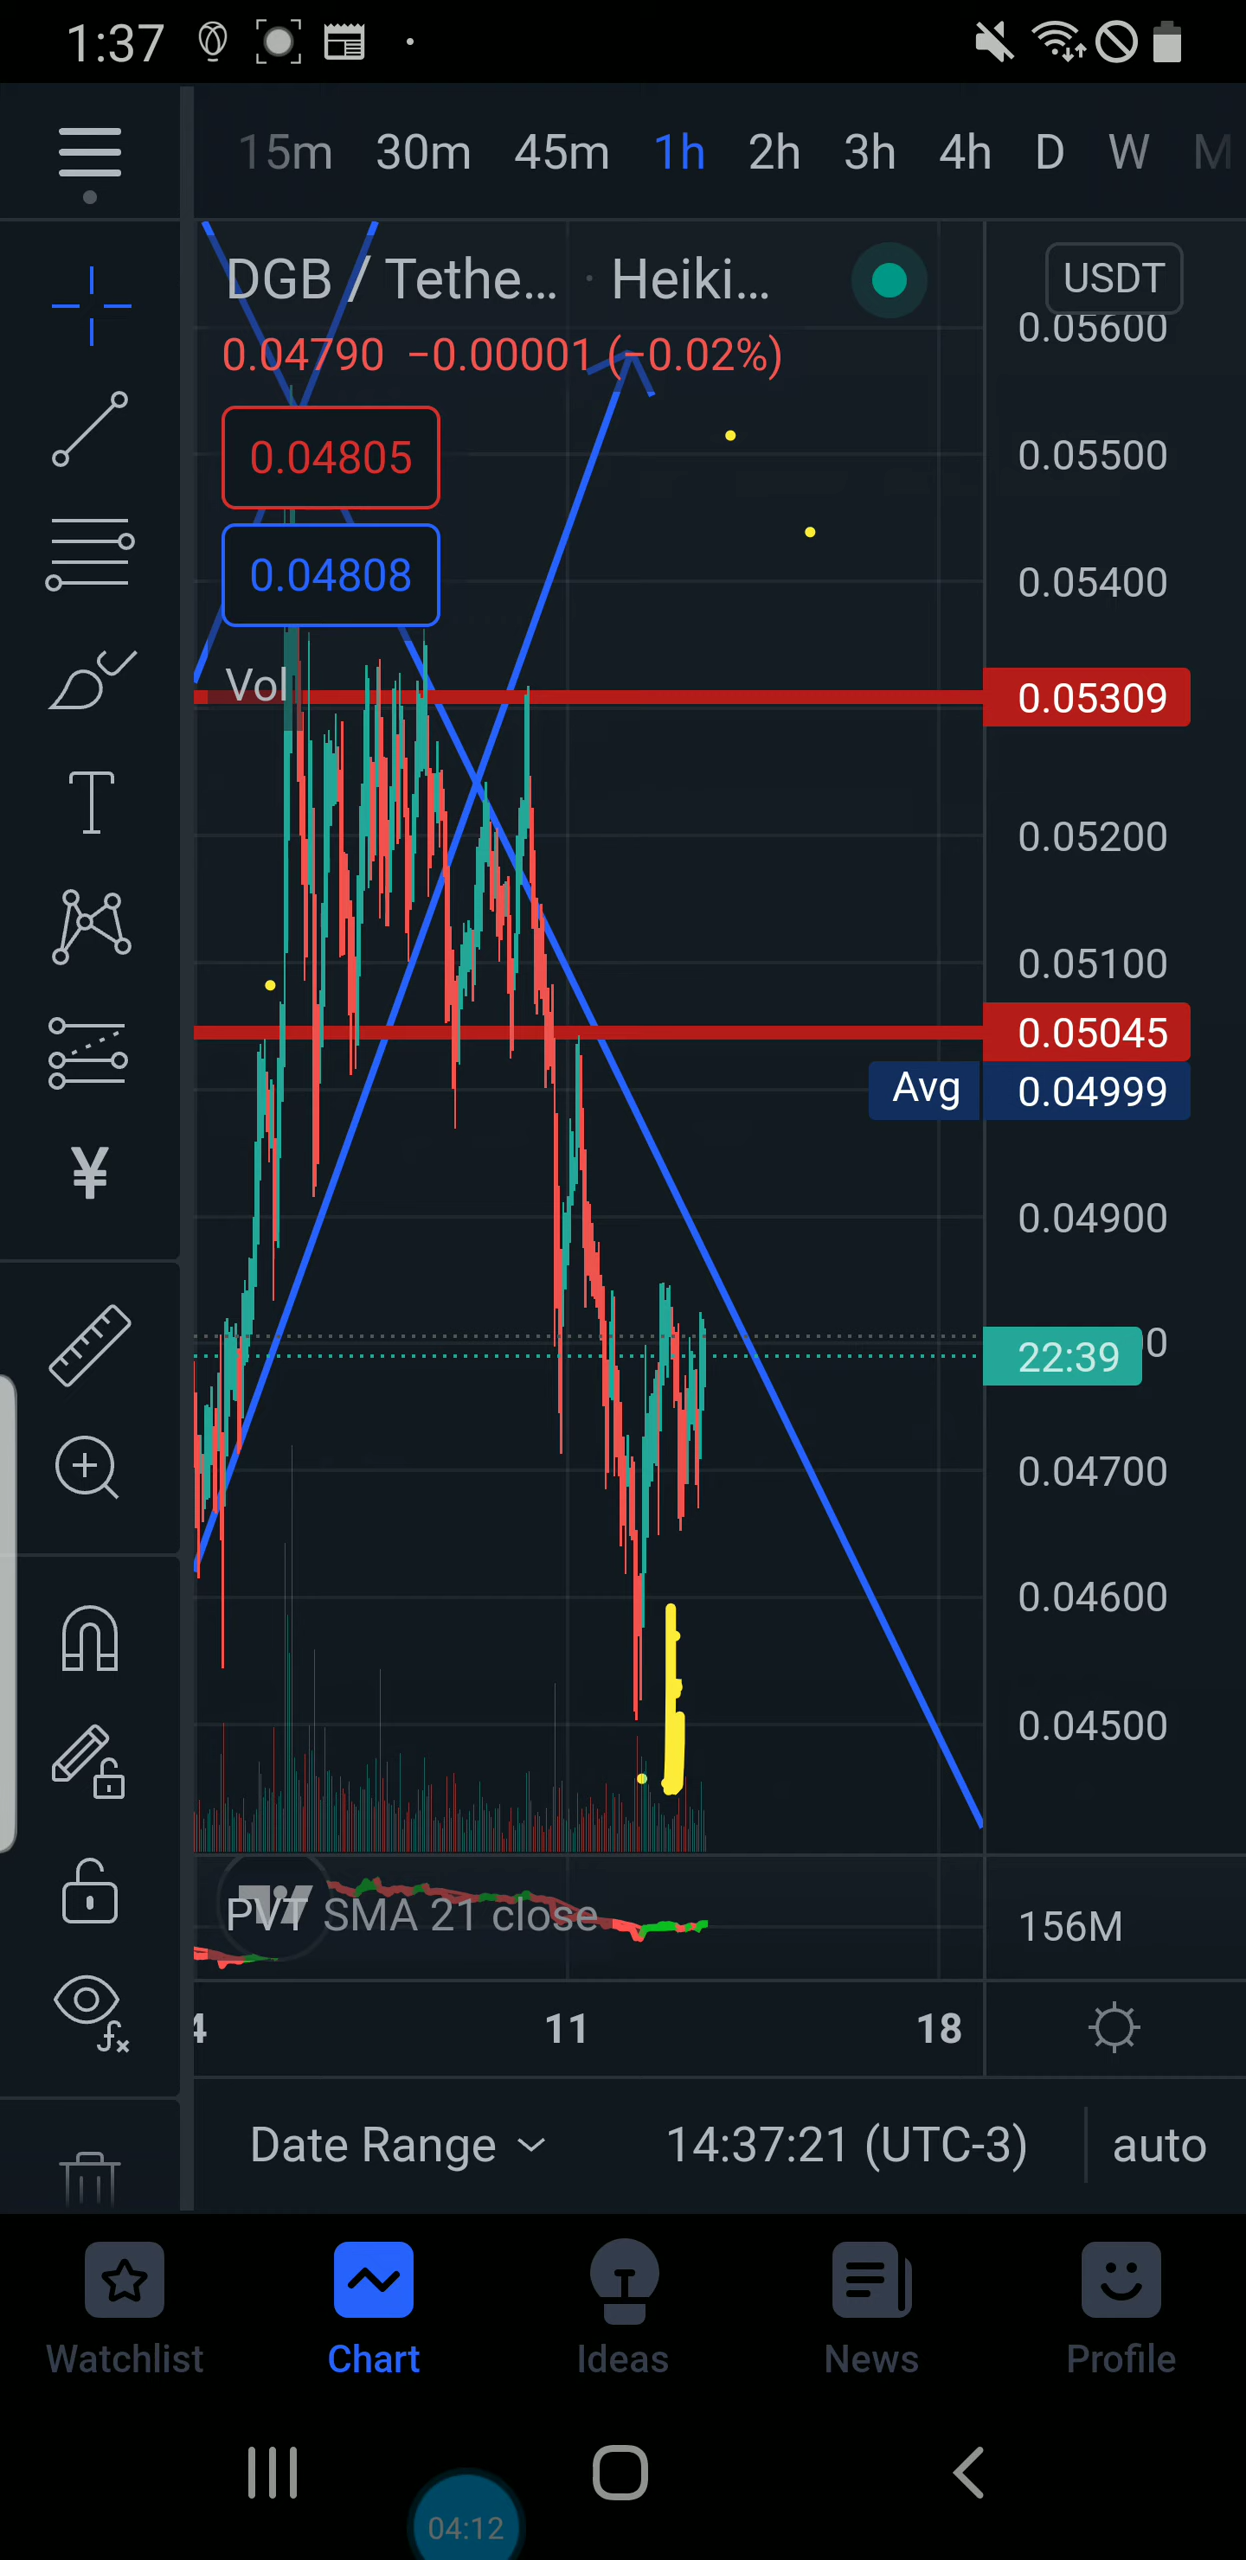 1:37
15m 30m 45m 1h 2h 3h 4h D W M
DGB / Tethe... · Heiki...
USDT
0.05600
0.04790 −0.00001 (−0.02%)
0.04805
0.05500
0.04808
0.05400
Vol
0.05309
0.05200
0.05100
0.05045
Avg 0.04999
¥
0.04900
22:39
0.04700
0.04600
0.04500
PVT SMA 21 close
156M
4 11 18
Date Range 14:37:21 (UTC-3) auto
Watchlist Chart Ideas News Profile
04:12